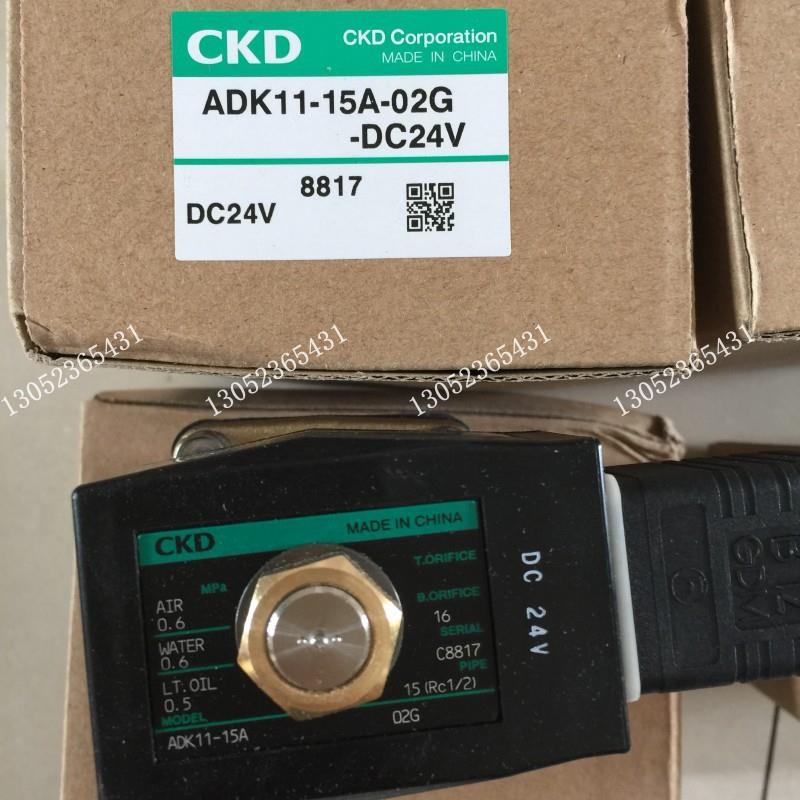 CKD CKD Corporation
MADE IN CHINA
ADK11-15A-02G
-DC24V
8817
DC24V
13052365431 13052365431 13052365431 13052365431
CKD MADE IN CHINA
T.ORIFICE
MPa
B.ORIFICE
AIR
0.6
16
SERIAL
WATER
0.6
C8817
PIPE
LT.OIL
0.5
15 (Rc1/2)
MODEL
02G
ADK11-15A
DC 24V
GDM